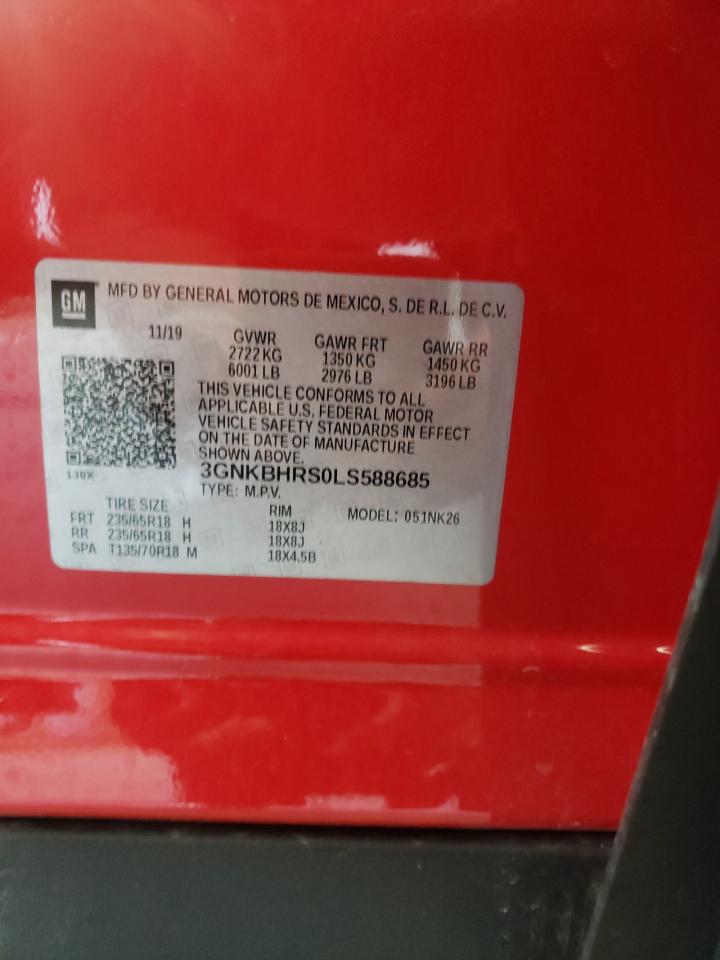 GM
MFD BY GENERAL MOTORS DE MEXICO, S. DE R.L. DE C.V.
11/19 GVWR GAWR FRT GAWR RR
2722 KG 1350 KG 1450 KG
6001 LB 2976 LB 3196 LB
THIS VEHICLE CONFORMS TO ALL
APPLICABLE U.S. FEDERAL MOTOR
VEHICLE SAFETY STANDARDS IN EFFECT
ON THE DATE OF MANUFACTURE
SHOWN ABOVE.
138X
3GNKBHRS0LS588685
TYPE: M.P.V.
TIRE SIZE RIM MODEL: 051NK26
FRT 235/65R18 H 18X8J
RR 235/65R18 H 18X8J
SPA T135/70R18 M 18X4.5B